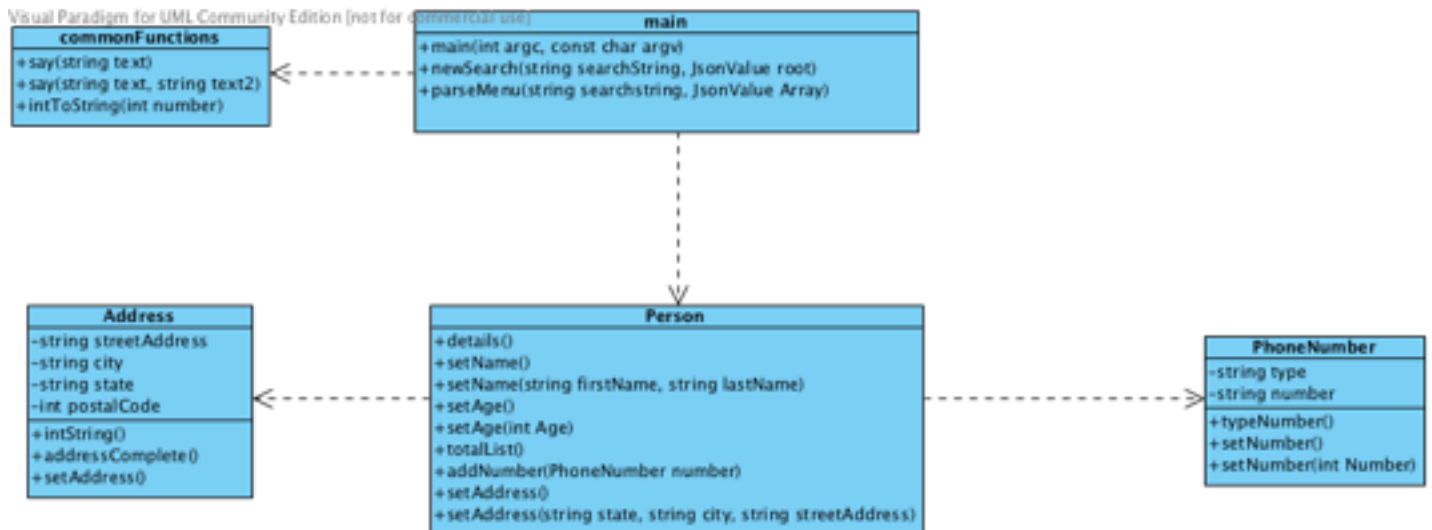 Visual Paradigm for UML Community Edition [not for commercial use]
commonFunctions
+say(string text)
+say(string text, string text2)
+intToString(int number)
main
+main(int argc, const char argv)
+newSearch(string searchString, JsonValue root)
+parseMenu(string searchstring, JsonValue Array)
Address
-string streetAddress
-string city
-string state
-int postalCode
+intString()
+addressComplete()
+setAddress()
Person
+details()
+setName()
+setName(string firstName, string lastName)
+setAge()
+setAge(int Age)
+totalList()
+addNumber(PhoneNumber number)
+setAddress()
+setAddress(string state, string city, string streetAddress)
PhoneNumber
-string type
-string number
+typeNumber()
+setNumber()
+setNumber(int Number)